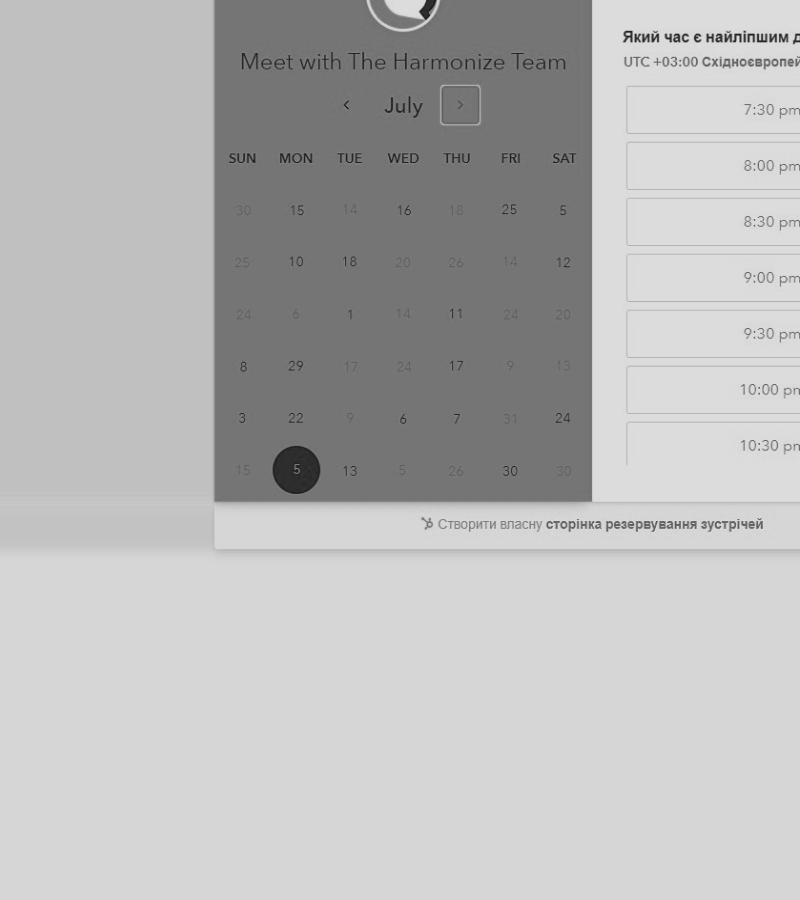 Meet with The Harmonize Team
July
SUN MON TUE WED THU FRI SAT
30 15 14 16 18 25 5
25 10 18 20 26 14 12
24 6 1 14 11 24 20
8 29 17 24 17 9 13
3 22 9 6 7 31 24
15 5 13 5 26 30 30
Який час є найліпшим д
UTC +03:00 Східноєвропей
7:30 pm
8:00 pm
8:30 pm
9:00 pm
9:30 pm
10:00 pm
10:30 pm
Створити власну сторінка резервування зустрічей